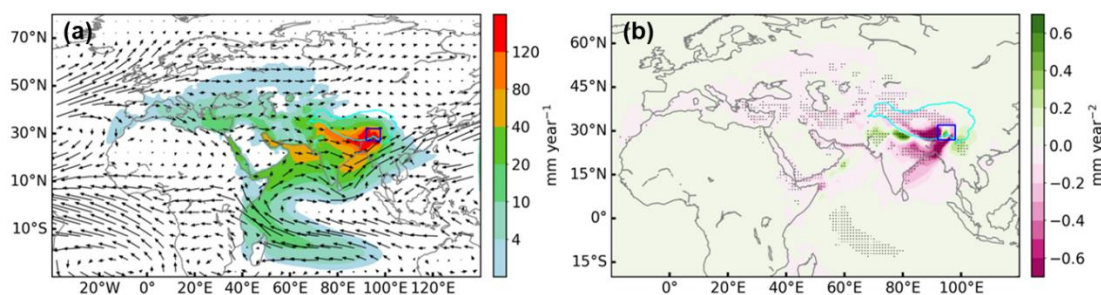 (a)
70°N
50°N
30°N
10°N
10°S
20°W 0° 20°E 40°E 60°E 80°E 100°E 120°E
120
80
40
20
10
4
mm year−1
(b)
60°N
45°N
30°N
15°N
0°
15°S
0° 20°E 40°E 60°E 80°E 100°E
0.6
0.4
0.2
0.0
−0.2
−0.4
−0.6
mm year−2